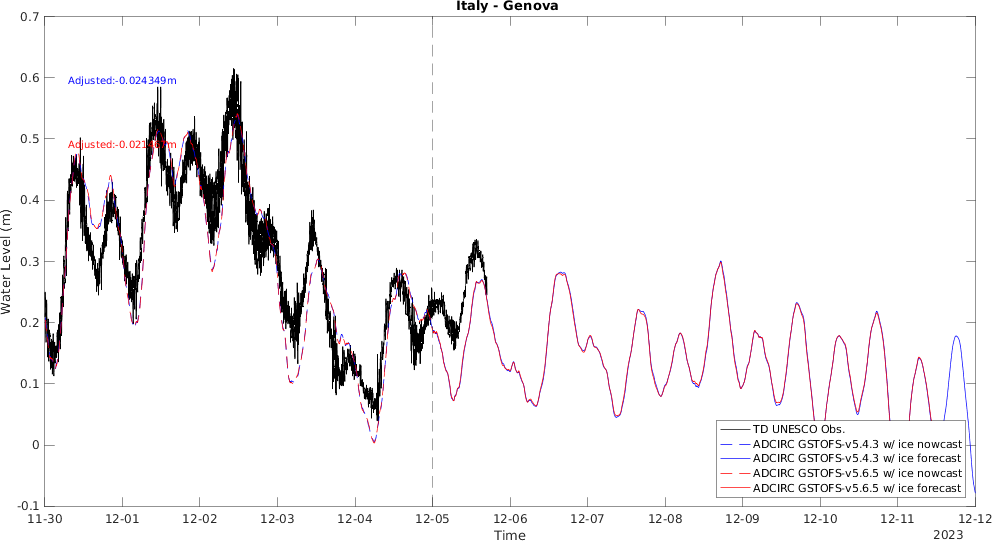 Italy - Genova
0.7
0.6
0.5
0.4
0.3
0.2
0.1
0
-0.1
Water Level (m)
Adjusted:-0.024349m
11-30 12-01 12-02 12-03 12-04 12-05 12-06 12-07 12-08 12-09 12-10 12-11 12-12
Time
2023
TD UNESCO Obs.
ADCIRC GSTOFS-v5.4.3 w/ ice nowcast
ADCIRC GSTOFS-v5.4.3 w/ ice forecast
ADCIRC GSTOFS-v5.6.5 w/ ice nowcast
ADCIRC GSTOFS-v5.6.5 w/ ice forecast